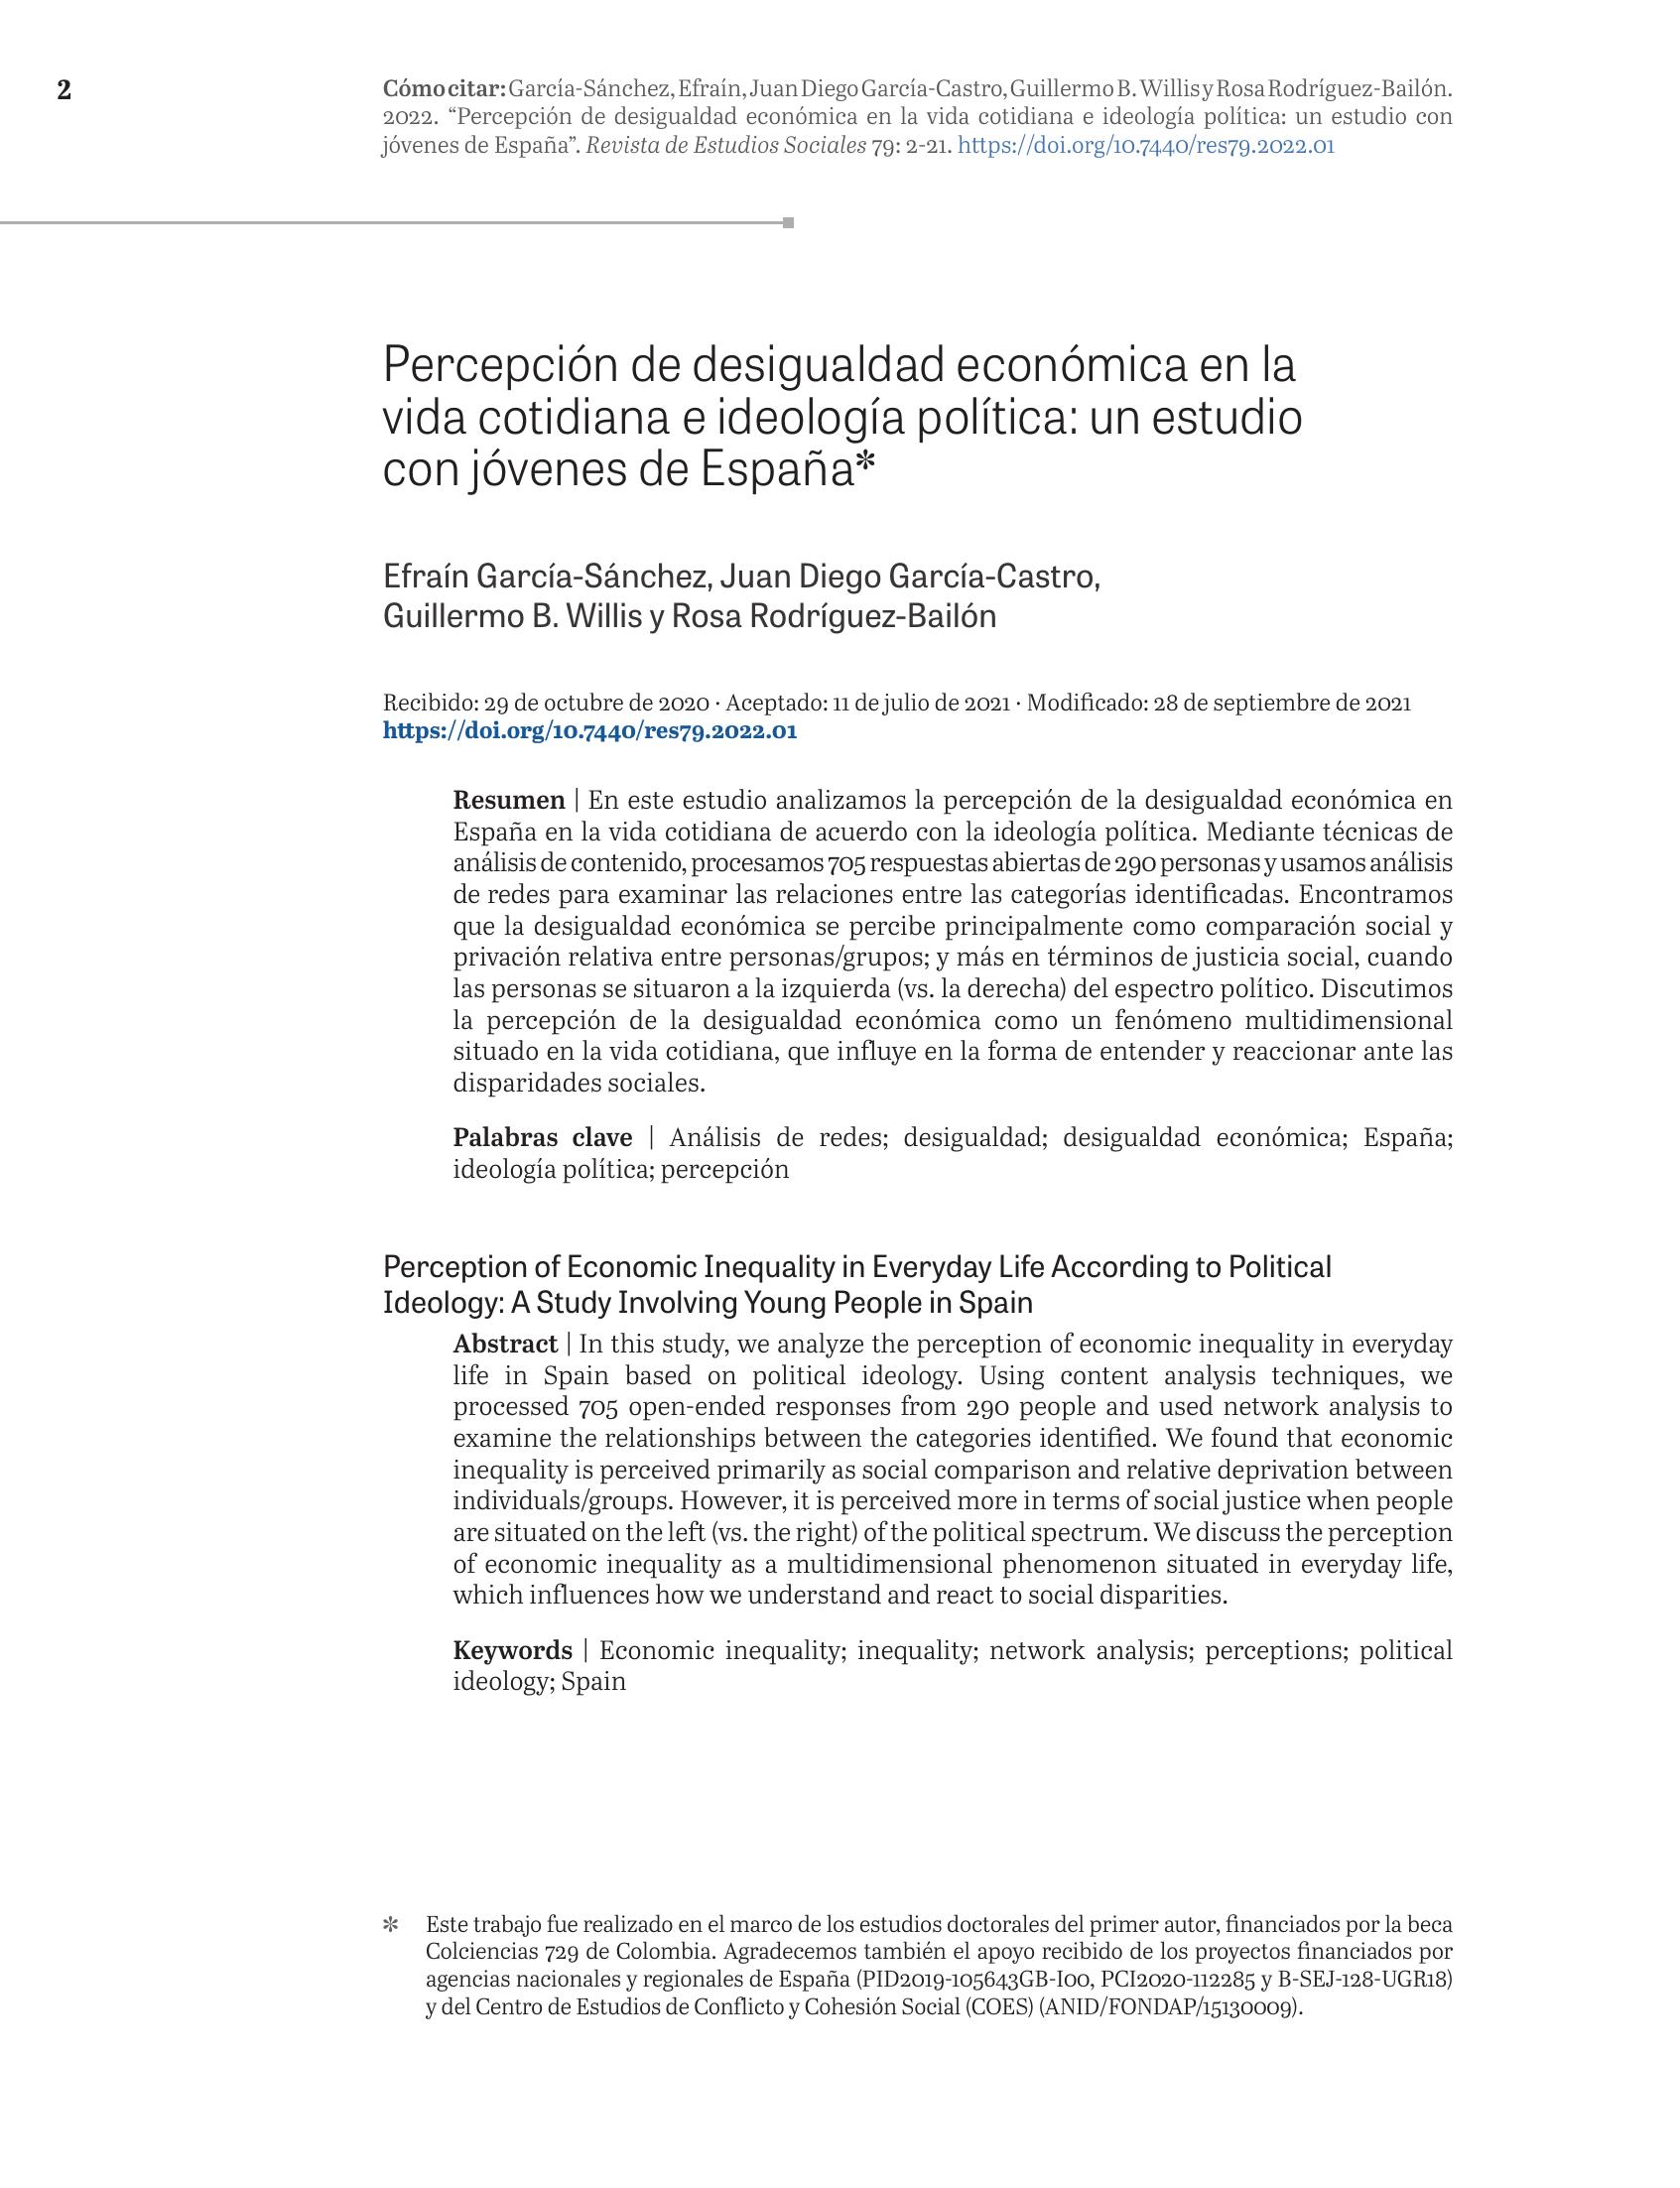 2
Cómo citar: García-Sánchez, Efraín, Juan Diego García-Castro, Guillermo B. Willis y Rosa Rodríguez-Bailón.
2022. “Percepción de desigualdad económica en la vida cotidiana e ideología política: un estudio con
jóvenes de España”. Revista de Estudios Sociales 79: 2-21. https://doi.org/10.7440/res79.2022.01
Percepción de desigualdad económica en la
vida cotidiana e ideología política: un estudio
con jóvenes de España*
Efraín García-Sánchez, Juan Diego García-Castro,
Guillermo B. Willis y Rosa Rodríguez-Bailón
Recibido: 29 de octubre de 2020 · Aceptado: 11 de julio de 2021 · Modificado: 28 de septiembre de 2021
https://doi.org/10.7440/res79.2022.01
Resumen | En este estudio analizamos la percepción de la desigualdad económica en
España en la vida cotidiana de acuerdo con la ideología política. Mediante técnicas de
análisis de contenido, procesamos 705 respuestas abiertas de 290 personas y usamos análisis
de redes para examinar las relaciones entre las categorías identificadas. Encontramos
que la desigualdad económica se percibe principalmente como comparación social y
privación relativa entre personas/grupos; y más en términos de justicia social, cuando
las personas se situaron a la izquierda (vs. la derecha) del espectro político. Discutimos
la percepción de la desigualdad económica como un fenómeno multidimensional
situado en la vida cotidiana, que influye en la forma de entender y reaccionar ante las
disparidades sociales.
Palabras clave | Análisis de redes; desigualdad; desigualdad económica; España;
ideología política; percepción
Perception of Economic Inequality in Everyday Life According to Political
Ideology: A Study Involving Young People in Spain
Abstract | In this study, we analyze the perception of economic inequality in everyday
life in Spain based on political ideology. Using content analysis techniques, we
processed 705 open-ended responses from 290 people and used network analysis to
examine the relationships between the categories identified. We found that economic
inequality is perceived primarily as social comparison and relative deprivation between
individuals/groups. However, it is perceived more in terms of social justice when people
are situated on the left (vs. the right) of the political spectrum. We discuss the perception
of economic inequality as a multidimensional phenomenon situated in everyday life,
which influences how we understand and react to social disparities.
Keywords | Economic inequality; inequality; network analysis; perceptions; political
ideology; Spain
* Este trabajo fue realizado en el marco de los estudios doctorales del primer autor, financiados por la beca
Colciencias 729 de Colombia. Agradecemos también el apoyo recibido de los proyectos financiados por
agencias nacionales y regionales de España (PID2019-105643GB-I00, PCI2020-112285 y B-SEJ-128-UGR18)
y del Centro de Estudios de Conflicto y Cohesión Social (COES) (ANID/FONDAP/15130009).